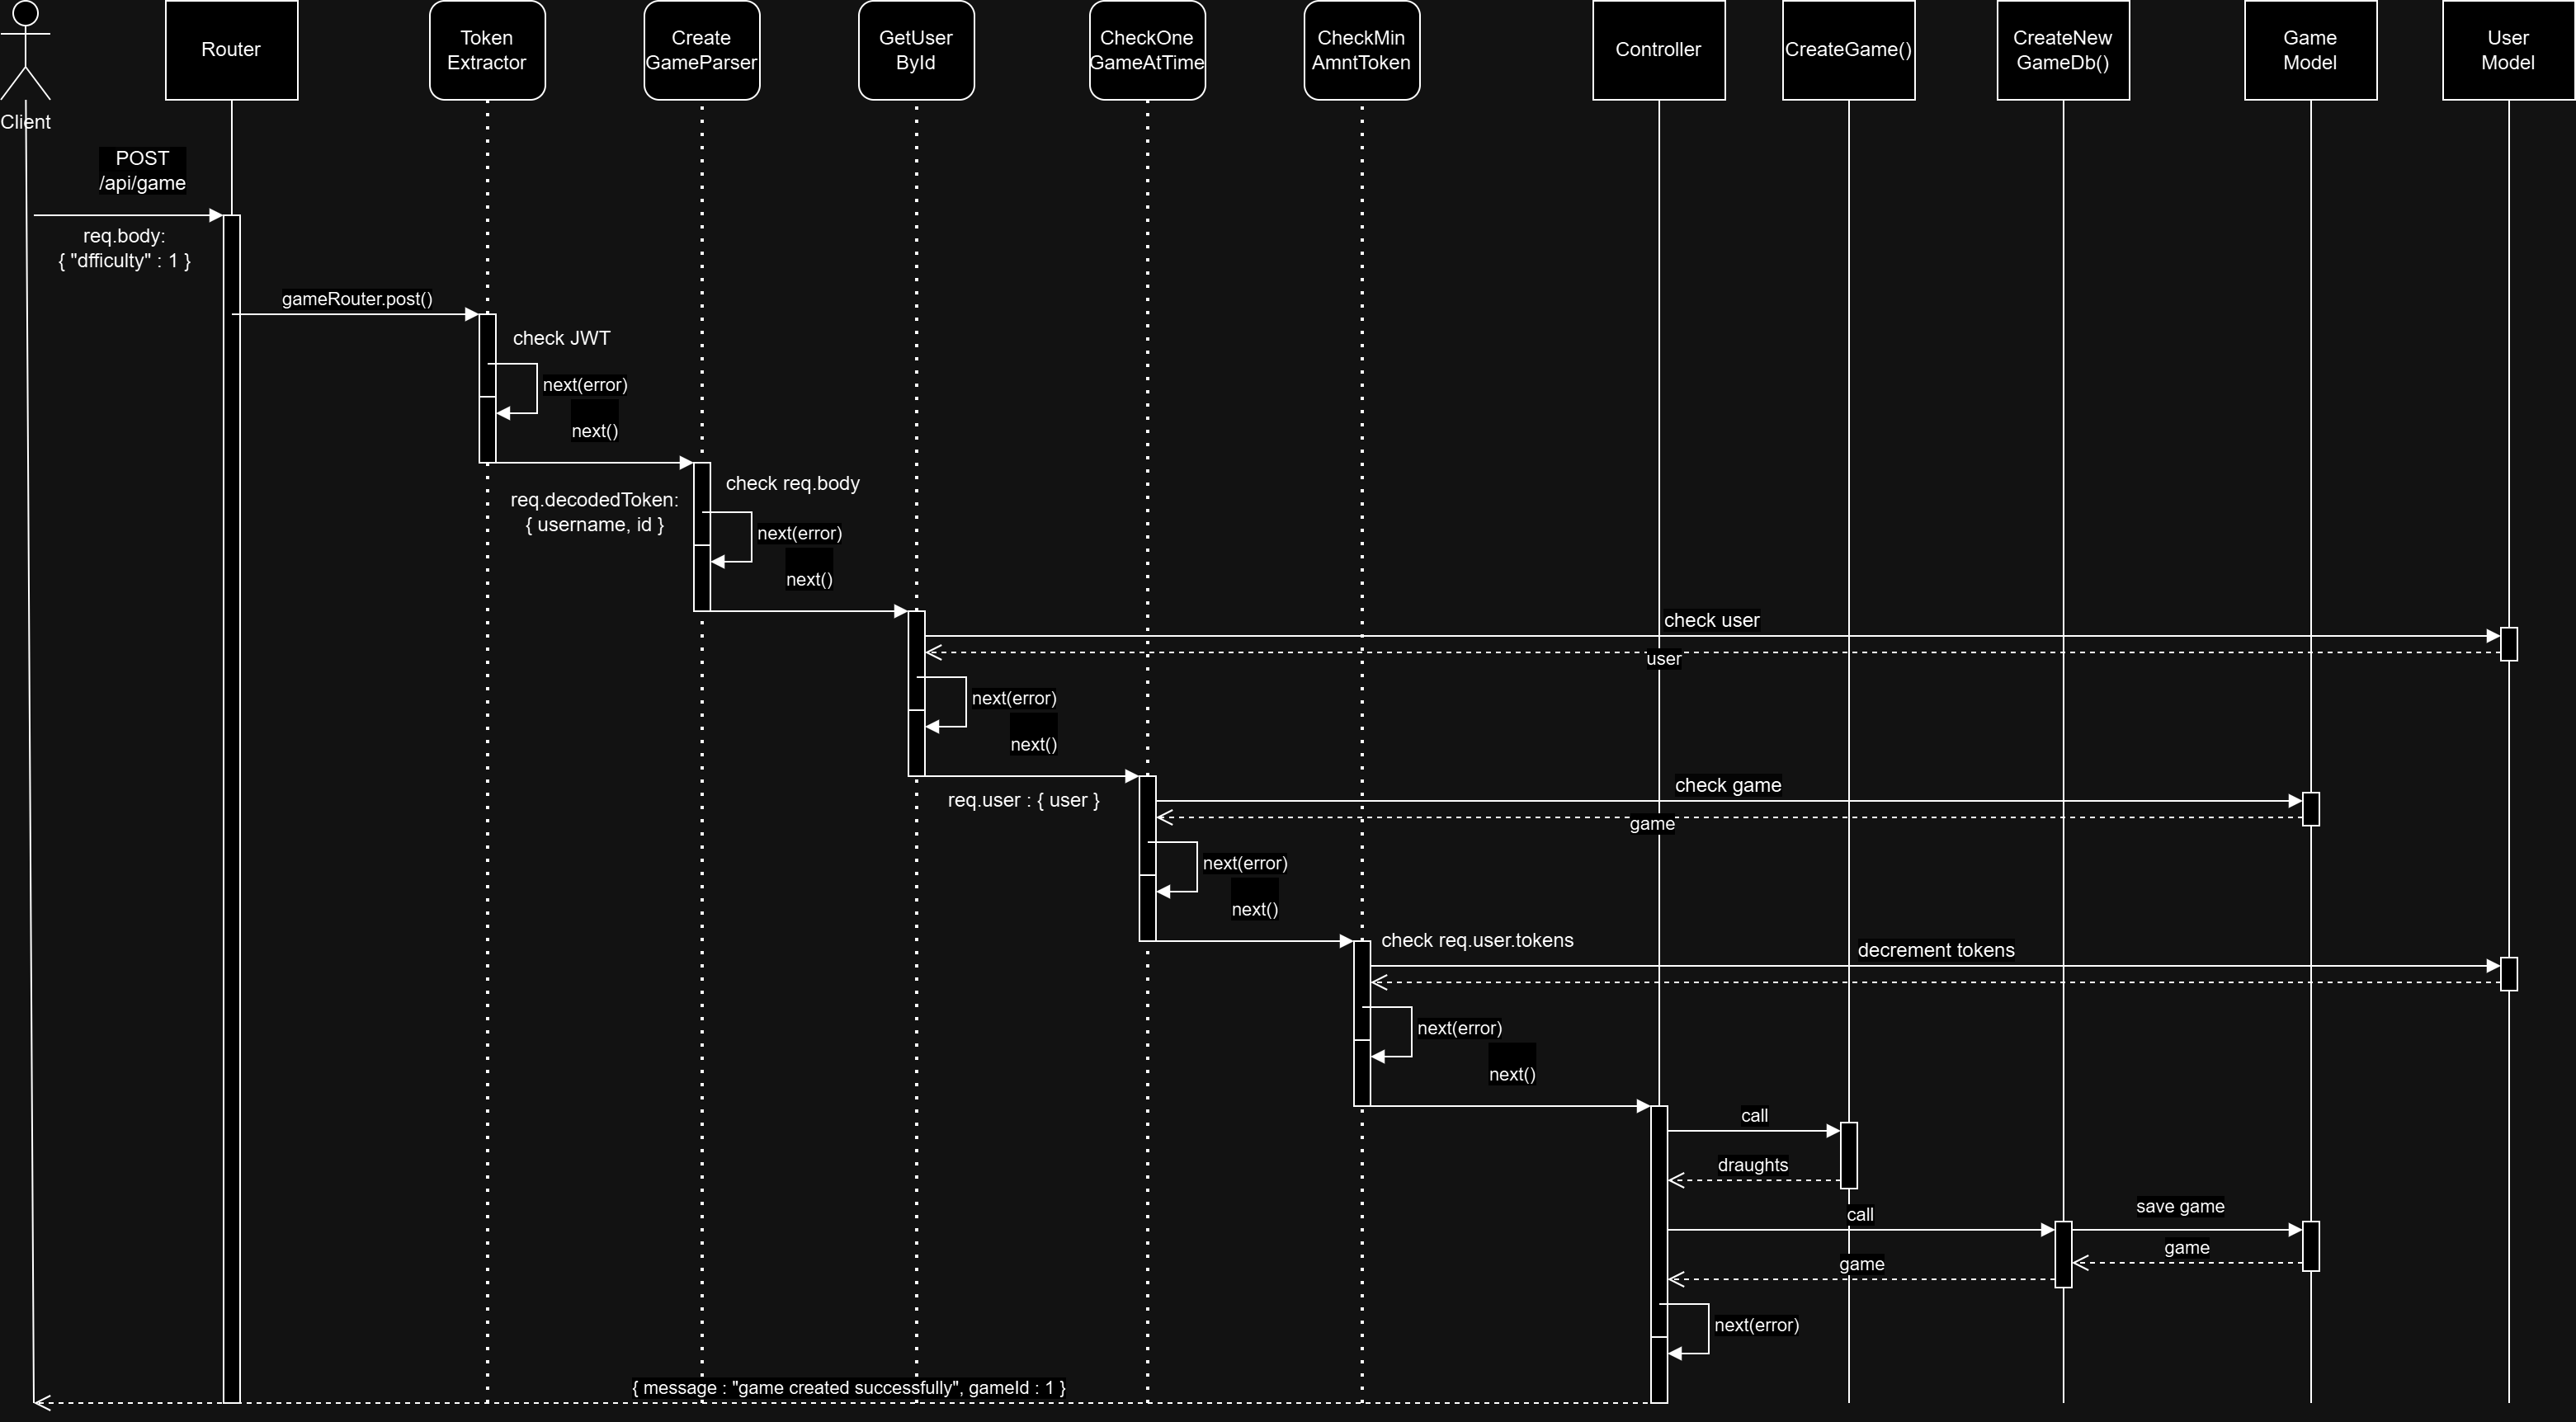 Client
Router
Token
Extractor
Create
GameParser
GetUser
ById
CheckOne
GameAtTime
CheckMin
AmntToken
Controller
CreateGame()
CreateNew
GameDb()
Game
Model
User
Model
POST
/api/game
req.body:
{ "dfficulty" : 1 }
gameRouter.post()
check JWT
next(error)
next()
req.decodedToken:
{ username, id }
check req.body
next(error)
next()
check user
user
next(error)
next()
req.user : { user }
check game
game
next(error)
next()
check req.user.tokens
decrement tokens
next(error)
next()
call
draughts
call
save game
game
game
next(error)
{ message : "game created successfully", gameId : 1 }